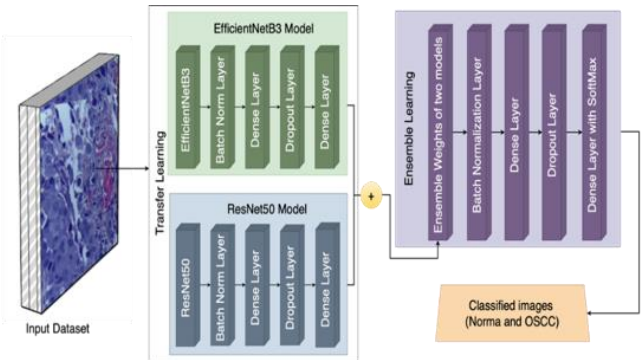 EfficientNetB3 Model
EfficientNetB3
Batch Norm Layer
Dense Layer
Dropout Layer
Dense Layer
Transfer Learning
ResNet50 Model
ResNet50
Batch Norm Layer
Dense Layer
Dropout Layer
Dense Layer
+
Ensemble Learning
Ensemble Weights of two models
Batch Normalization Layer
Dense Layer
Dropout Layer
Dense Layer with SoftMax
Classified images
(Norma and OSCC)
Input Dataset